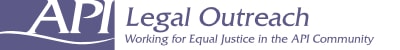 API Legal Outreach
Working for Equal Justice in the API Community